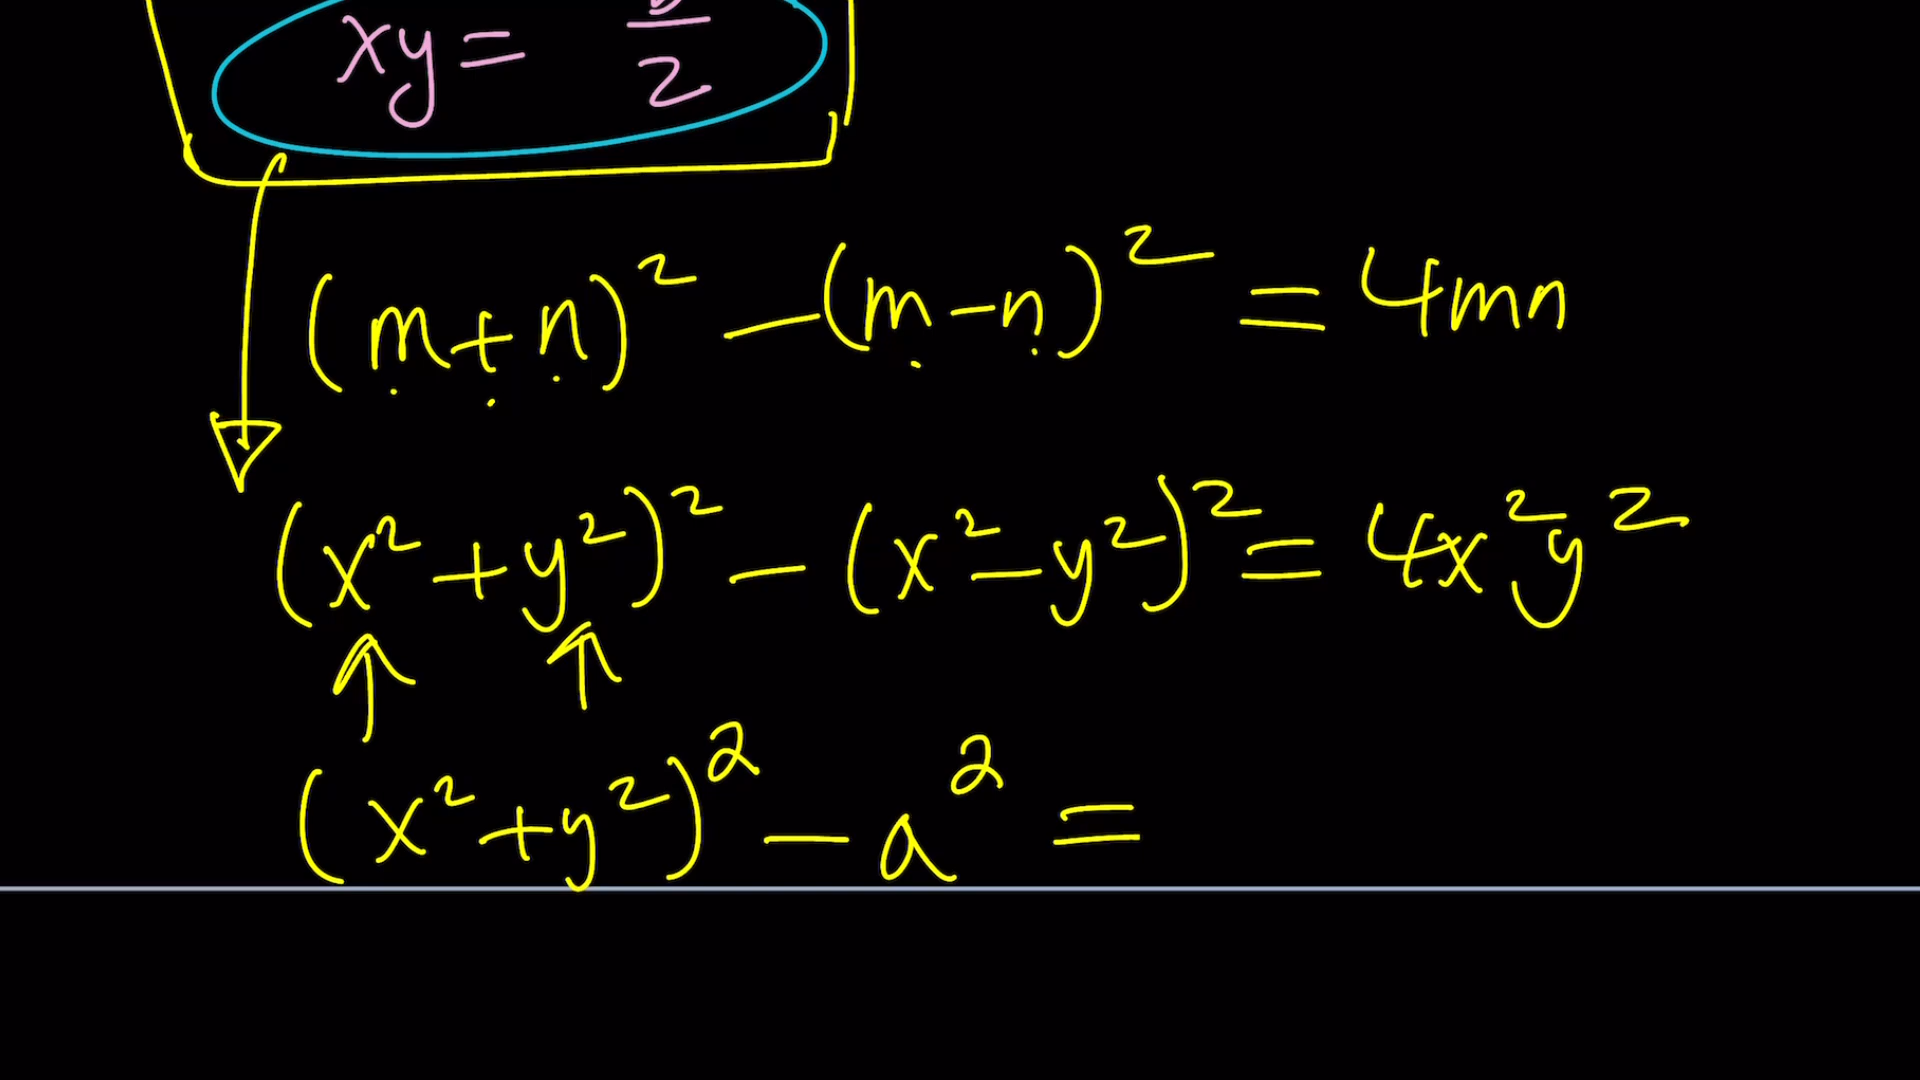 xy = /2
(m+n)² - (m-n)² = 4mn
(x²+y²)² - (x²-y²)² = 4x²y²
(x²+y²)² - a² =